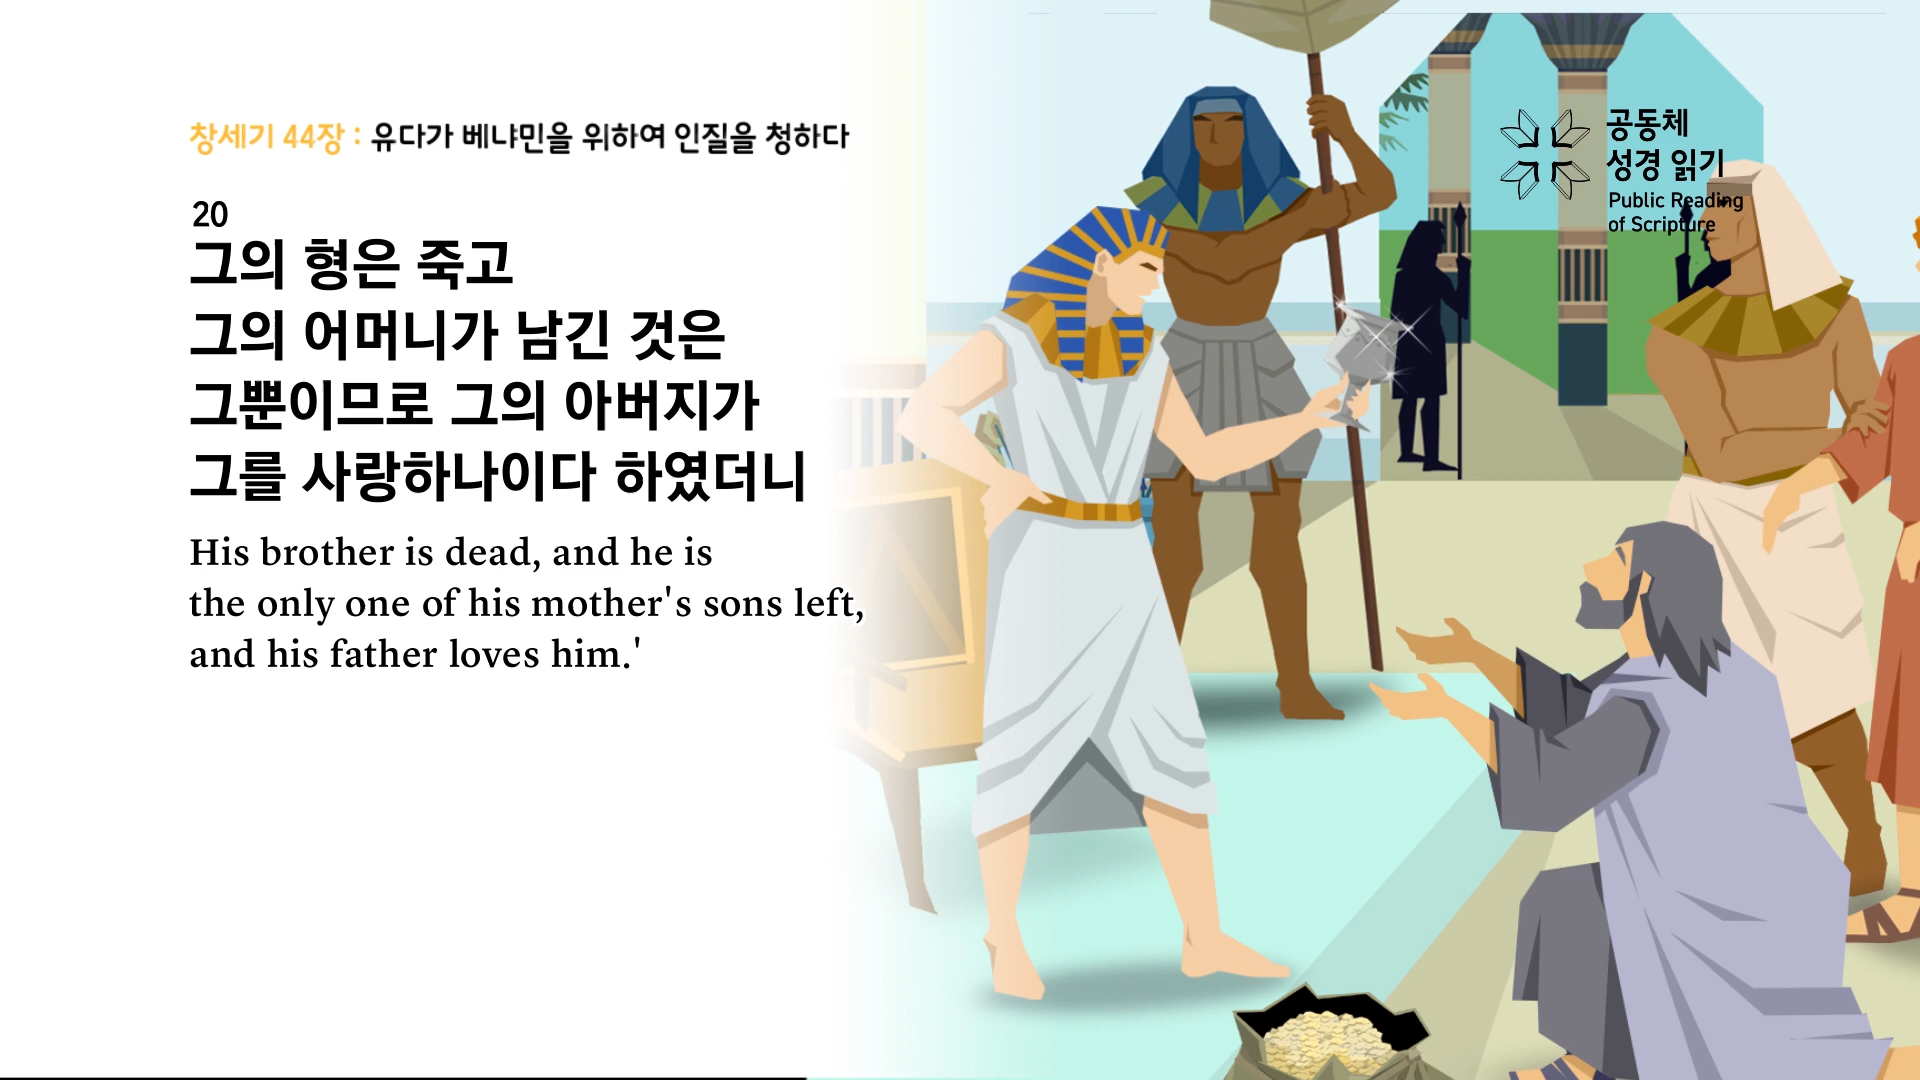 창세기 44장 : 유다가 베냐민을 위하여 인질을 청하다
20
그의 형은 죽고
그의 어머니가 남긴 것은
그뿐이므로 그의 아버지가
그를 사랑하나이다 하였더니
His brother is dead, and he is
the only one of his mother's sons left,
and his father loves him.'
공동체
성경 읽기
Public Reading
of Scripture